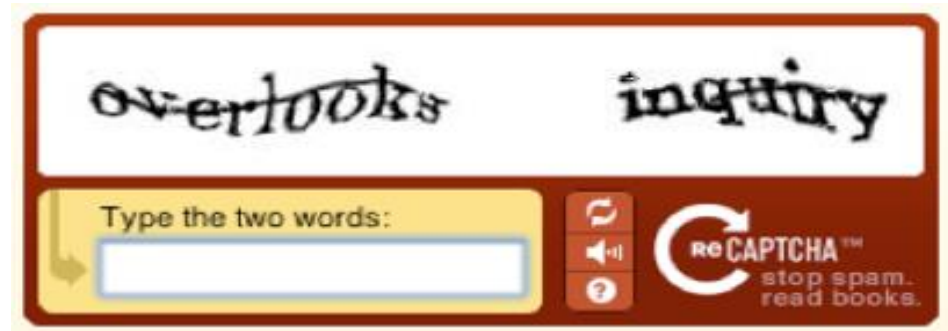 overlooks inquiry
Type the two words:
?
ReCAPTCHA™
stop spam.
read books.